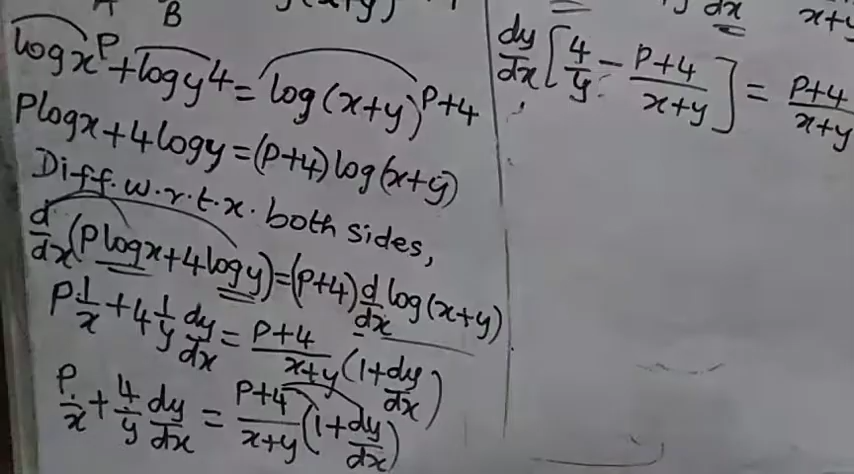 A B
log x^p + log y^4 = log (x+y)^p+4
P log x + 4 log y = (P+4) log (x+y)
Diff. w.r.t.x. both sides,
d/dx (P log x + 4 log y) = (P+4) d/dx log (x+y)
P 1/x + 4 1/y dy/dx = P+4/x+y (1+dy/dx)
P/x + 4/y dy/dx = P+4/x+y (1+dy/dx)
dx x+y
dy/dx [4/y - P+4/x+y] = P+4/x+y